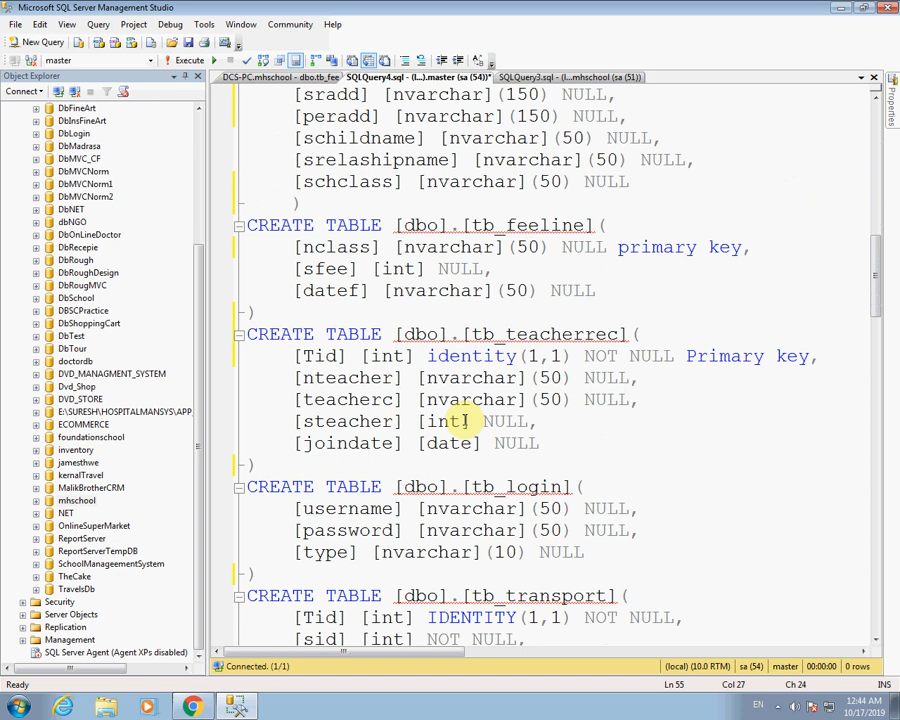 Microsoft SQL Server Management Studio
File Edit View Query Project Debug Tools Window Community Help
New Query
master
Execute
Object Explorer
Connect
DbFineArt
DbInsFineArt
DbLogin
DbMadrasa
DbMVC_CF
DbMVCNorm
DbMVCNorm1
DbMVCNorm2
DbNET
dbNGO
DbOnLineDoctor
DbRecepie
DbRough
DbRoughDesign
DbRougMVC
DbSchool
DBSCPractice
DbShoppingCart
DbTest
DbTour
doctordb
DVD_MANAGMENT_SYSTEM
Dvd_Shop
DVD_STORE
E:\SURESH\HOSPITALMANSYS\APP_
ECOMMERCE
foundationschool
inventory
jamesthwe
kernalTravel
MalikBrotherCRM
mhschool
NET
OnlineSuperMarket
ReportServer
ReportServerTempDB
SchoolManageementSystem
TheCake
TravelsDb
Security
Server Objects
Replication
Management
SQL Server Agent (Agent XPs disabled)
DCS-PC.mhschool - dbo.tb_fee SQLQuery4.sql - (l...).master (sa (54))* SQLQuery3.sql - (l...mhschool (sa (51))
[sradd] [nvarchar](150) NULL,
[peradd] [nvarchar](150) NULL,
[schildname] [nvarchar](50) NULL,
[srelashipname] [nvarchar](50) NULL,
[schclass] [nvarchar](50) NULL
)
CREATE TABLE [dbo].[tb_feeline](
[nclass] [nvarchar](50) NULL primary key,
[sfee] [int] NULL,
[datef] [nvarchar](50) NULL
)
CREATE TABLE [dbo].[tb_teacherrec](
[Tid] [int] identity(1,1) NOT NULL Primary key,
[nteacher] [nvarchar](50) NULL,
[teacherc] [nvarchar](50) NULL,
[steacher] [int] NULL,
[joindate] [date] NULL
)
CREATE TABLE [dbo].[tb_login](
[username] [nvarchar](50) NULL,
[password] [nvarchar](50) NULL,
[type] [nvarchar](10) NULL
)
CREATE TABLE [dbo].[tb_transport](
[Tid] [int] IDENTITY(1,1) NOT NULL,
[sid] [int] NOT NULL,
Properties
Connected. (1/1) (local) (10.0 RTM) sa (54) master 00:00:00 0 rows
Ready Ln 55 Col 27 Ch 24 INS
EN 12:44 AM
10/17/2019